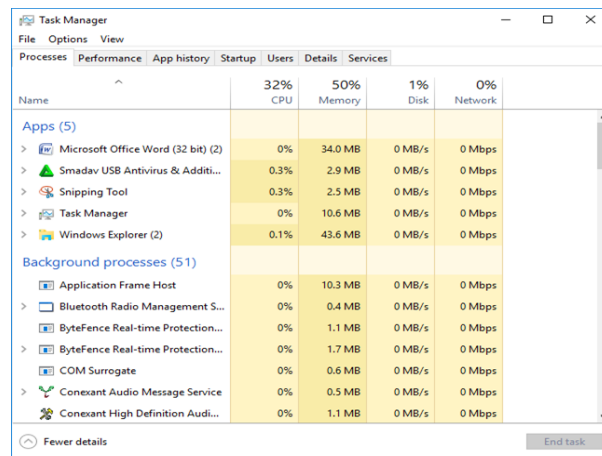 Task Manager
File Options View
Processes Performance App history Startup Users Details Services
32% 50% 1% 0%
Name CPU Memory Disk Network
Apps (5)
Microsoft Office Word (32 bit) (2) 0% 34.0 MB 0 MB/s 0 Mbps
Smadav USB Antivirus & Additi... 0.3% 2.9 MB 0 MB/s 0 Mbps
Snipping Tool 0.3% 2.5 MB 0 MB/s 0 Mbps
Task Manager 0% 10.6 MB 0 MB/s 0 Mbps
Windows Explorer (2) 0.1% 43.6 MB 0 MB/s 0 Mbps
Background processes (51)
Application Frame Host 0% 10.3 MB 0 MB/s 0 Mbps
Bluetooth Radio Management S... 0% 0.4 MB 0 MB/s 0 Mbps
ByteFence Real-time Protection... 0% 1.1 MB 0 MB/s 0 Mbps
ByteFence Real-time Protection... 0% 1.7 MB 0 MB/s 0 Mbps
COM Surrogate 0% 0.6 MB 0 MB/s 0 Mbps
Conexant Audio Message Service 0% 0.5 MB 0 MB/s 0 Mbps
Conexant High Definition Audi... 0% 1.1 MB 0 MB/s 0 Mbps
Fewer details End task